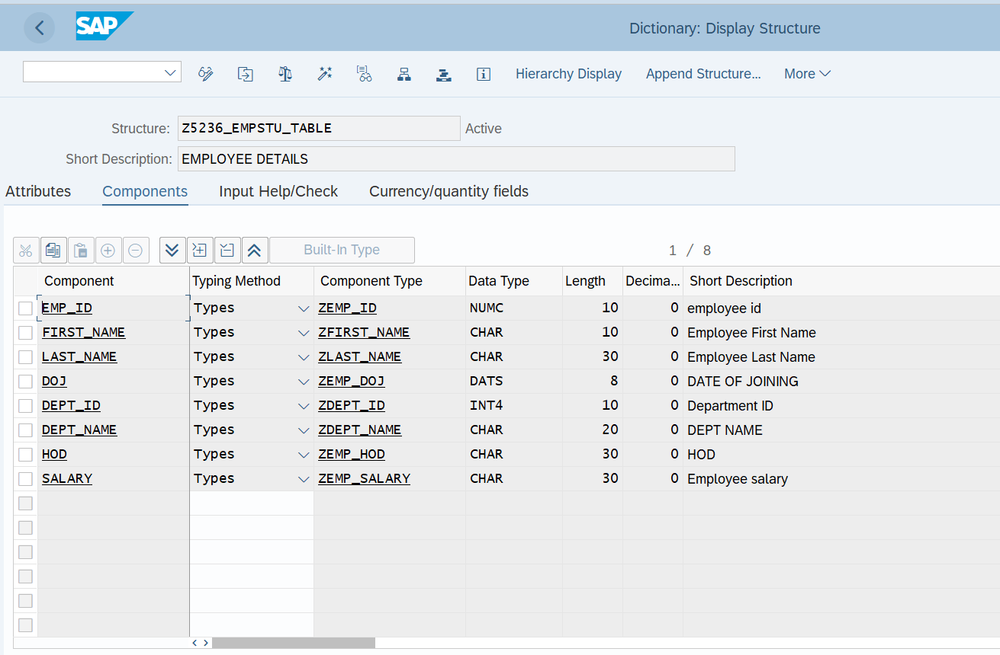 SAP
Dictionary: Display Structure
Hierarchy Display Append Structure... More
Structure: Z5236_EMPSTU_TABLE Active
Short Description: EMPLOYEE DETAILS
Attributes Components Input Help/Check Currency/quantity fields
Built-In Type 1 / 8
Component Typing Method Component Type Data Type Length Decima... Short Description
EMP_ID Types ZEMP_ID NUMC 10 0 employee id
FIRST_NAME Types ZFIRST_NAME CHAR 10 0 Employee First Name
LAST_NAME Types ZLAST_NAME CHAR 30 0 Employee Last Name
DOJ Types ZEMP_DOJ DATS 8 0 DATE OF JOINING
DEPT_ID Types ZDEPT_ID INT4 10 0 Department ID
DEPT_NAME Types ZDEPT_NAME CHAR 20 0 DEPT NAME
HOD Types ZEMP_HOD CHAR 30 0 HOD
SALARY Types ZEMP_SALARY CHAR 30 0 Employee salary